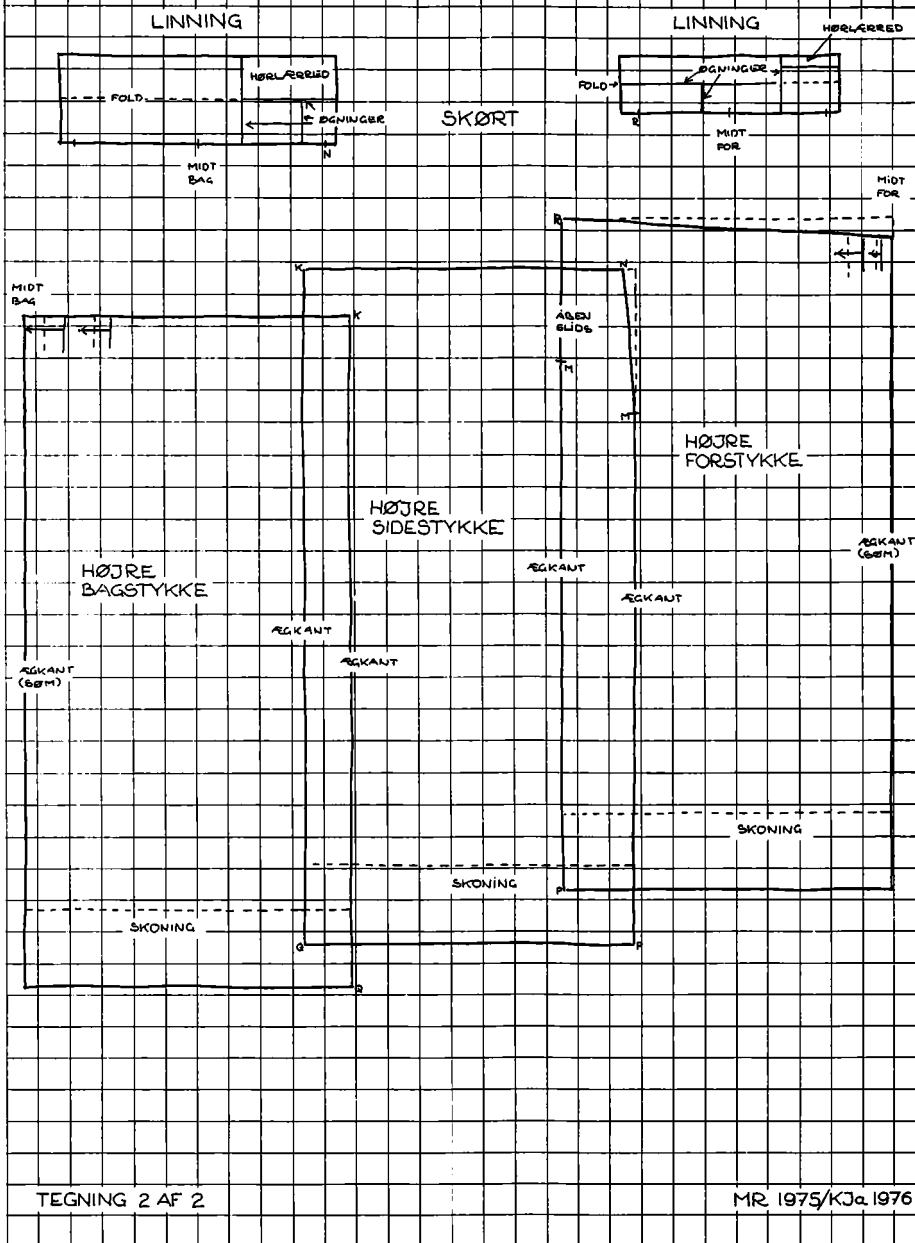 LINNING
LINNING
HØRLÆRRED
HØRLÆRRED
FOLD
ØGNINGER
MIDT
BAG
N
SKØRT
FOLD
ØGNINGER
R
MIDT
FOR
MIDT
FOR
R
K
N
MIDT
BAG
K
ÅBEN
SLIDS
M
M
HØJRE
FORSTYKKE
HØJRE
SIDESTYKKE
ÆGKANT
(SØM)
HØJRE
BAGSTYKKE
ÆGKANT
ÆGKANT
ÆGKANT
ÆGKANT
ÆGKANT
(SØM)
SKONING
SKONING
P
SKONING
P
TEGNING 2 AF 2
MR 1975/KJa 1976